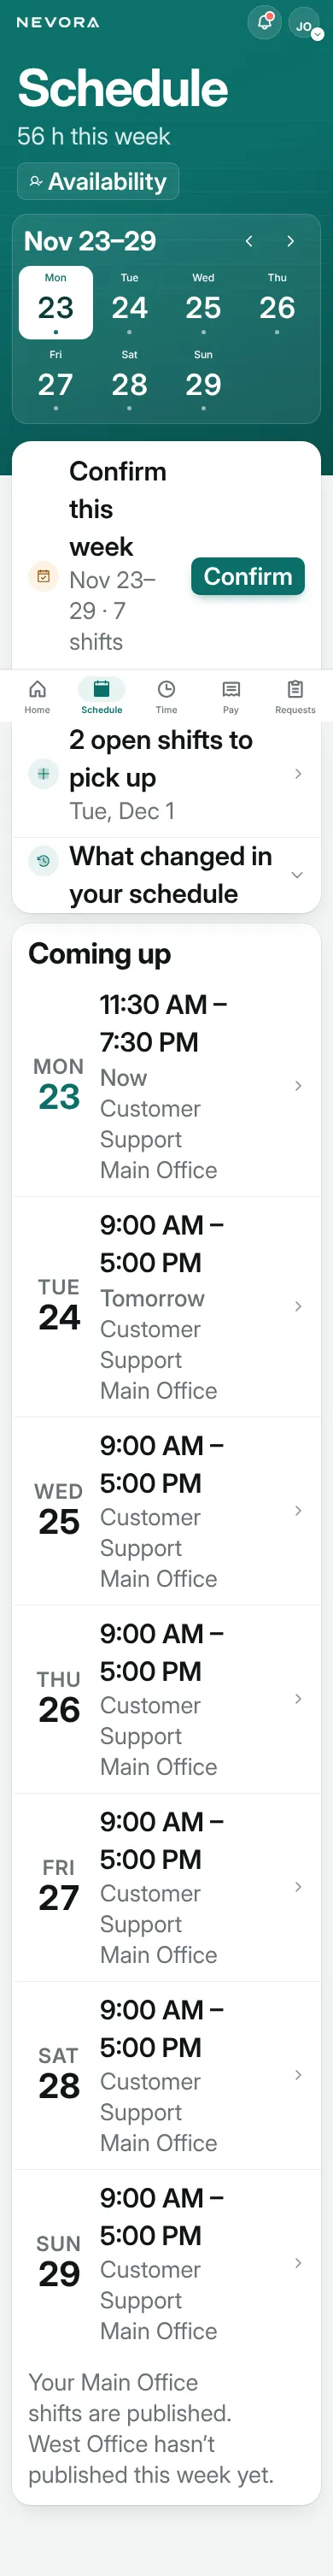 NEVORA
JO
Schedule
56 h this week
Availability
Nov 23–29
Mon Tue Wed Thu
23 24 25 26
Fri Sat Sun
27 28 29
Confirm
this
week
Nov 23–
29 · 7
shifts
Confirm
Home Schedule Time Pay Requests
2 open shifts to
pick up
Tue, Dec 1
What changed in
your schedule
Coming up
MON
23
11:30 AM –
7:30 PM
Now
Customer
Support
Main Office
TUE
24
9:00 AM –
5:00 PM
Tomorrow
Customer
Support
Main Office
WED
25
9:00 AM –
5:00 PM
Customer
Support
Main Office
THU
26
9:00 AM –
5:00 PM
Customer
Support
Main Office
FRI
27
9:00 AM –
5:00 PM
Customer
Support
Main Office
SAT
28
9:00 AM –
5:00 PM
Customer
Support
Main Office
SUN
29
9:00 AM –
5:00 PM
Customer
Support
Main Office
Your Main Office
shifts are published.
West Office hasn’t
published this week yet.